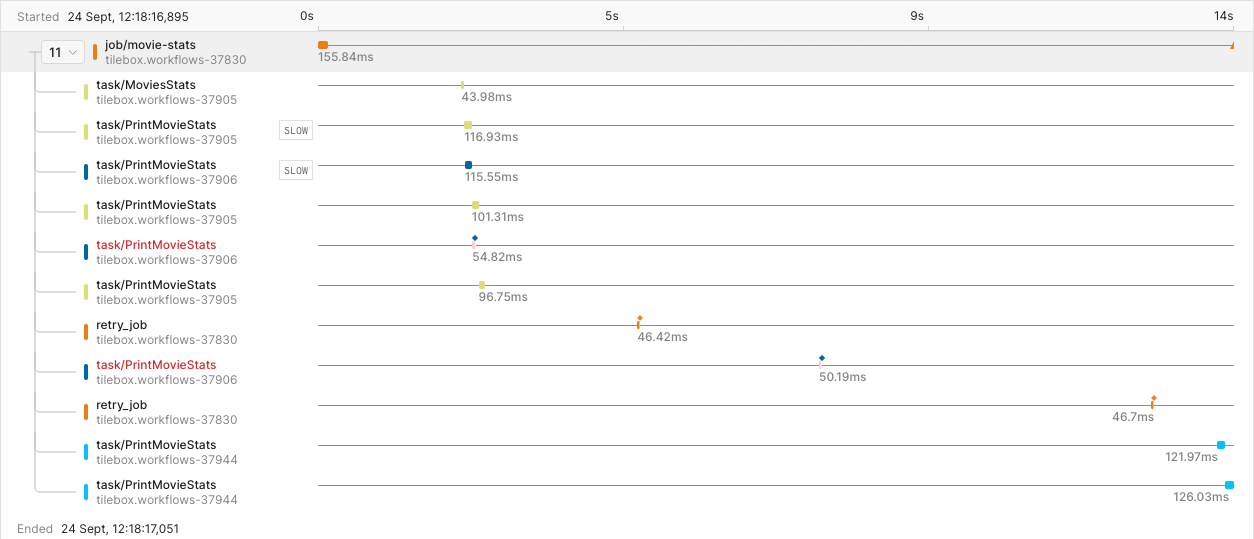 Started 24 Sept, 12:18:16,895 0s 5s 9s 14s
11 job/movie-stats
tilebox.workflows-37830 155.84ms
task/MoviesStats
tilebox.workflows-37905 43.98ms
task/PrintMovieStats SLOW
tilebox.workflows-37905 116.93ms
task/PrintMovieStats SLOW
tilebox.workflows-37906 115.55ms
task/PrintMovieStats
tilebox.workflows-37905 101.31ms
task/PrintMovieStats
tilebox.workflows-37906 54.82ms
task/PrintMovieStats
tilebox.workflows-37905 96.75ms
retry_job
tilebox.workflows-37830 46.42ms
task/PrintMovieStats
tilebox.workflows-37906 50.19ms
retry_job
tilebox.workflows-37830 46.7ms
task/PrintMovieStats
tilebox.workflows-37944 121.97ms
task/PrintMovieStats
tilebox.workflows-37944 126.03ms
Ended 24 Sept, 12:18:17,051